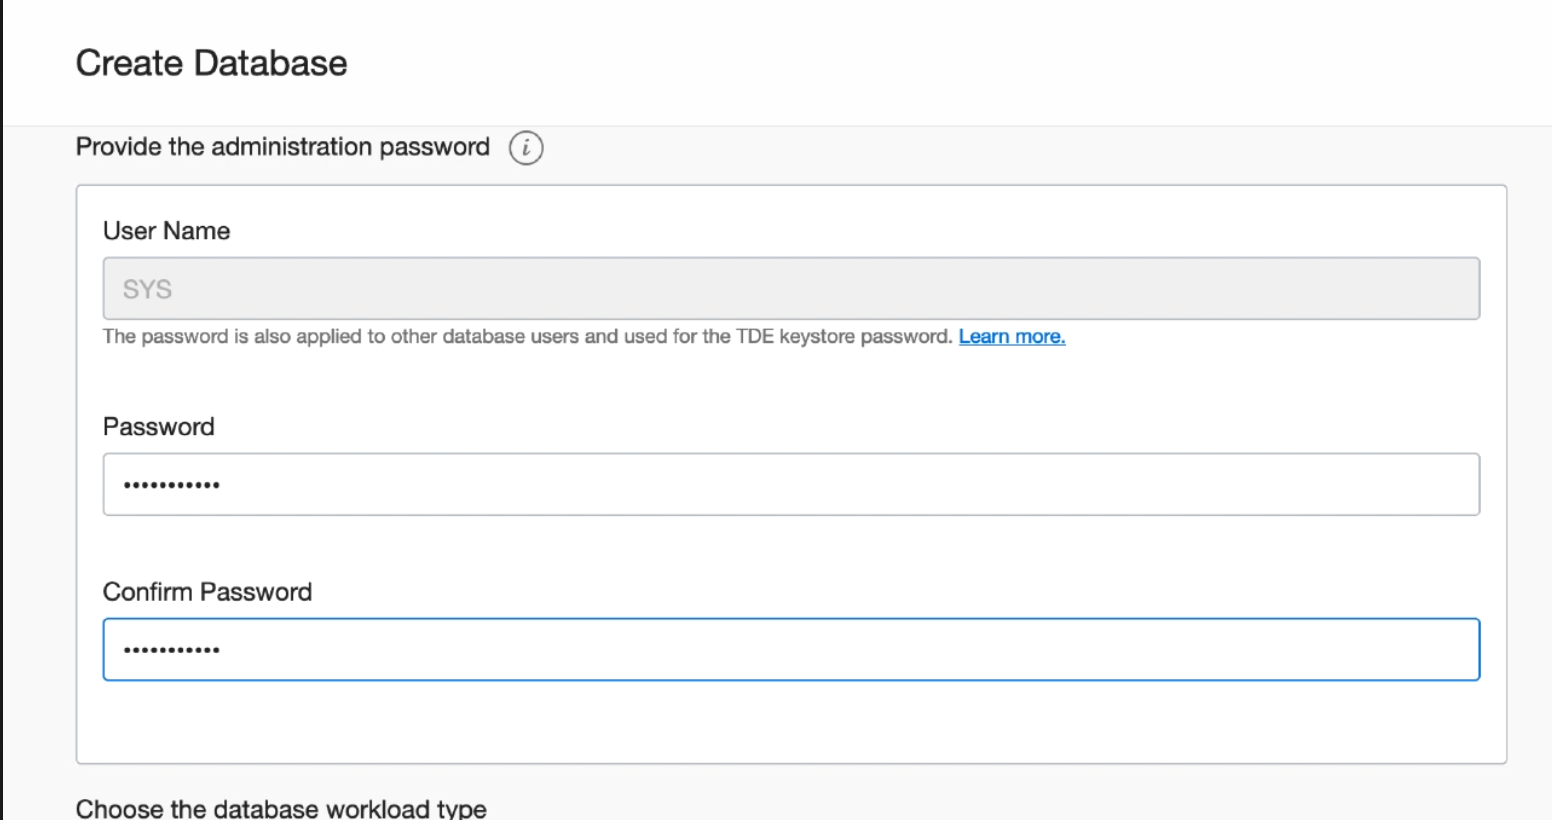 Create Database
Provide the administration password i
User Name
SYS
The password is also applied to other database users and used for the TDE keystore password. Learn more.
Password
•••••••••••
Confirm Password
•••••••••••
Choose the database workload type